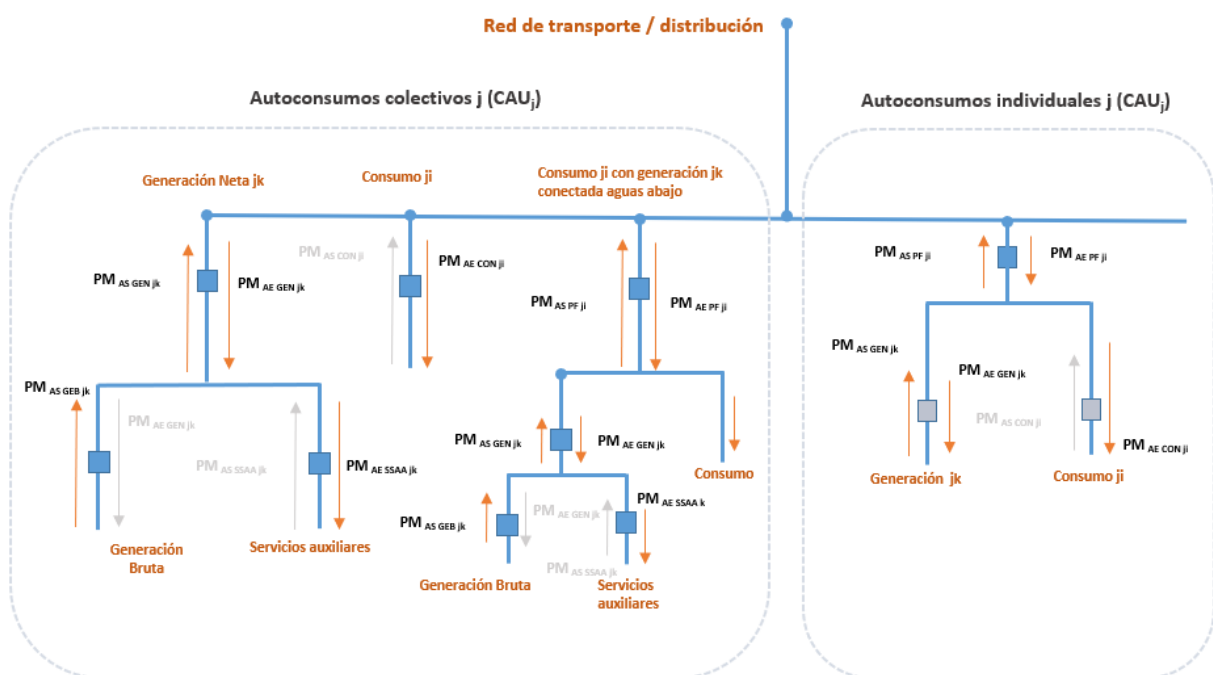 Red de transporte / distribución
Autoconsumos colectivos j (CAUj)
Autoconsumos individuales j (CAUj)
Generación Neta jk
Consumo ji
Consumo ji con generación jk
conectada aguas abajo
PM AS GEN jk
PM AE GEN jk
PM AS CON ji
PM AE CON ji
PM AS PF ji
PM AE PF ji
PM AS PF ji
PM AE PF ji
PM AS GEB jk
PM AE GEN jk
PM AS SSAA jk
PM AE SSAA jk
PM AS GEN jk
PM AE GEN jk
Consumo
PM AS GEB jk
PM AE GEN jk
PM AE SSAA k
PM AS SSAA jk
PM AS GEN jk
PM AE GEN jk
PM AS CON ji
PM AE CON ji
Generación jk
Consumo ji
Generación
Bruta
Servicios auxiliares
Generación Bruta
Servicios
auxiliares